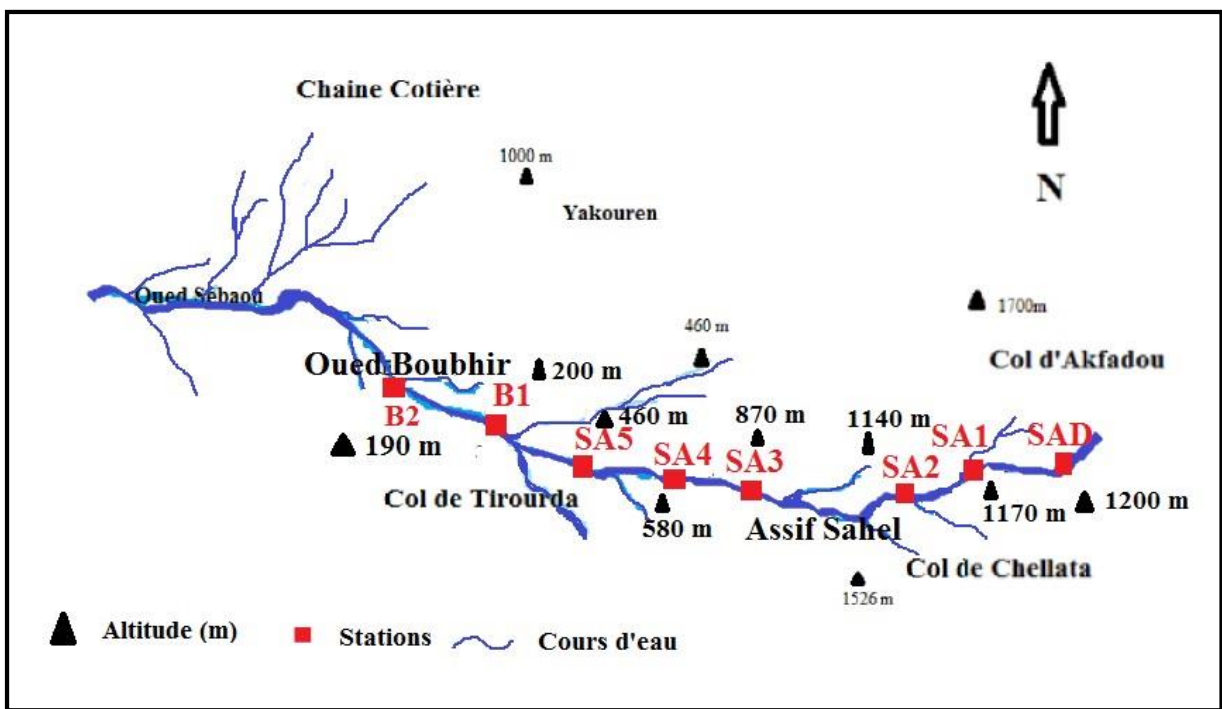 Chaine Cotière
1000 m
N
Yakouren
Oued Sébaou
1700m
460 m
Col d'Akfadou
Oued Boubhir
200 m
B1
B2
460 m
870 m
1140 m
SA1
SAD
190 m
SA5
SA4
SA3
SA2
Col de Tirourda
580 m
Assif Sahel
1170 m
1200 m
Col de Chellata
1526 m
Altitude (m)
Stations
Cours d'eau